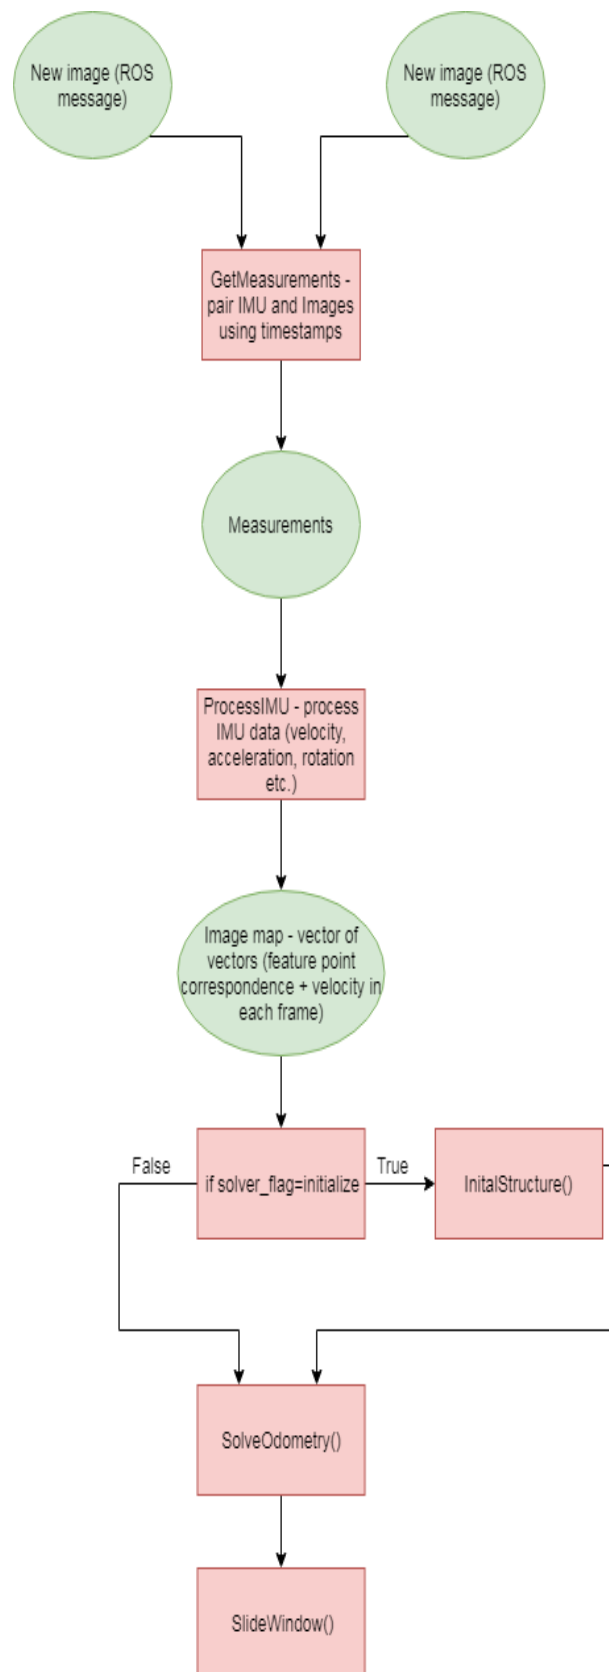 New image (ROS
message)
New image (ROS
message)
GetMeasurements -
pair IMU and Images
using timestamps
Measurements
ProcessIMU - process
IMU data (velocity,
acceleration, rotation
etc.)
Image map - vector of
vectors (feature point
correspondence + velocity in
each frame)
False
if solver_flag=initialize
True
InitalStructure()
SolveOdometry()
SlideWindow()